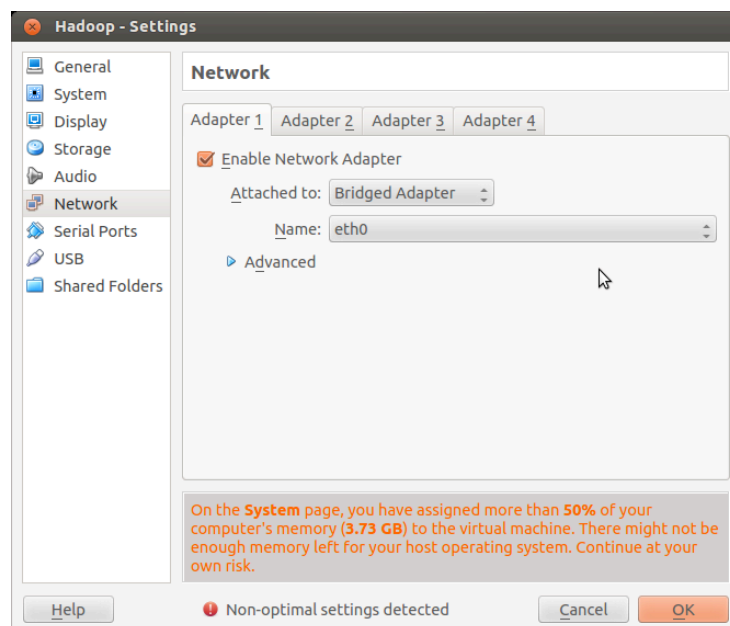 Hadoop - Settings
General
System
Display
Storage
Audio
Network
Serial Ports
USB
Shared Folders
Network
Adapter 1
Adapter 2
Adapter 3
Adapter 4
Enable Network Adapter
Attached to: Bridged Adapter
Name: eth0
Advanced
On the System page, you have assigned more than 50% of your
computer's memory (3.73 GB) to the virtual machine. There might not be
enough memory left for your host operating system. Continue at your
own risk.
Help
Non-optimal settings detected
Cancel
OK